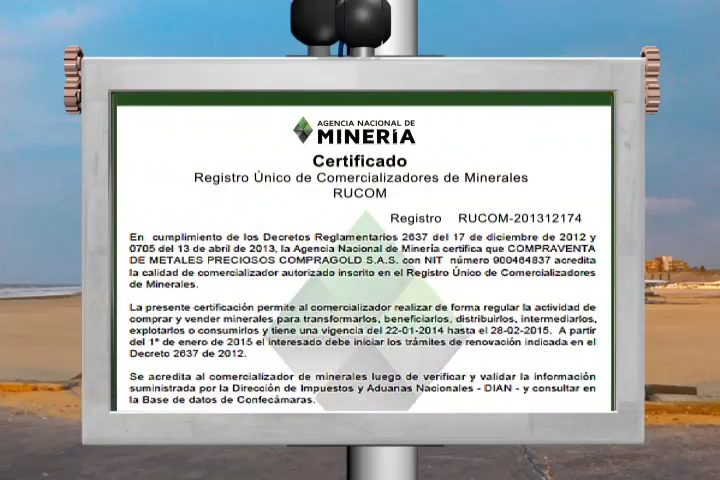 AGENCIA NACIONAL DE
MINERÍA
Certificado
Registro Único de Comercializadores de Minerales
RUCOM
Registro RUCOM-201312174
En cumplimiento de los Decretos Reglamentarios 2637 del 17 de diciembre de 2012 y
0705 del 13 de abril de 2013, la Agencia Nacional de Minería certifica que COMPRAVENTA
DE METALES PRECIOSOS COMPRAGOLD S.A.S. con NIT número 900464837 acredita
la calidad de comercializador autorizado inscrito en el Registro Único de Comercializadores
de Minerales.
La presente certificación permite al comercializador realizar de forma regular la actividad de
comprar y vender minerales para transformarlos, beneficiarlos, distribuirlos, intermediarlos,
explotarlos o consumirlos y tiene una vigencia del 22-01-2014 hasta el 28-02-2015. A partir
del 1° de enero de 2015 el interesado debe iniciar los trámites de renovación indicada en el
Decreto 2637 de 2012.
Se acredita al comercializador de minerales luego de verificar y validar la información
suministrada por la Dirección de Impuestos y Aduanas Nacionales - DIAN - y consultar en
la Base de datos de Confecámaras.